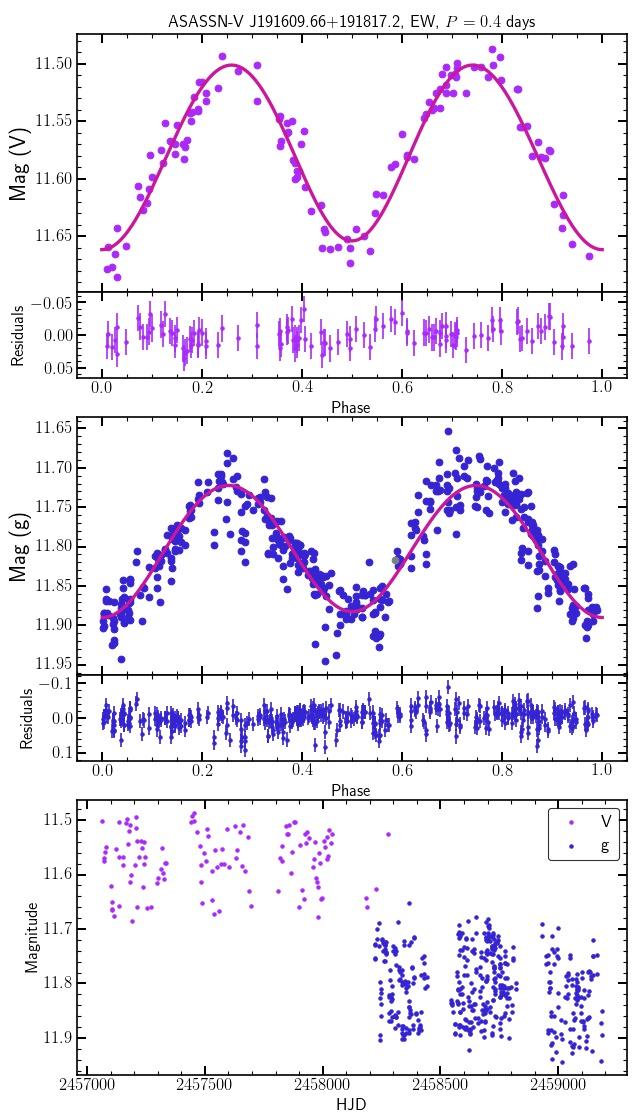 ASASSN-V J191609.66+191817.2, EW, P = 0.4 days
11.50
11.55
11.60
11.65
Mag (V)
−0.05
0.00
0.05
Residuals
0.0 0.2 0.4 0.6 0.8 1.0
Phase
11.65
11.70
11.75
11.80
11.85
11.90
11.95
Mag (g)
−0.1
0.0
0.1
Residuals
0.0 0.2 0.4 0.6 0.8 1.0
Phase
V
g
11.5
11.6
11.7
11.8
11.9
Magnitude
2457000 2457500 2458000 2458500 2459000
HJD